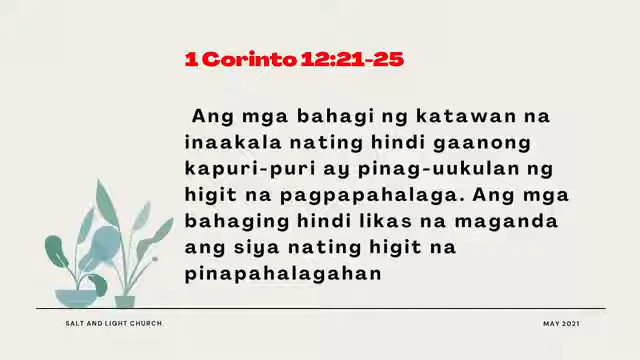 1 Corinto 12:21-25
Ang mga bahagi ng katawan na
inaakala nating hindi gaanong
kapuri-puri ay pinag-uukulan ng
higit na pagpapahalaga. Ang mga
bahaging hindi likas na maganda
ang siya nating higit na
pinapahalagahan
SALT AND LIGHT CHURCH
MAY 2021